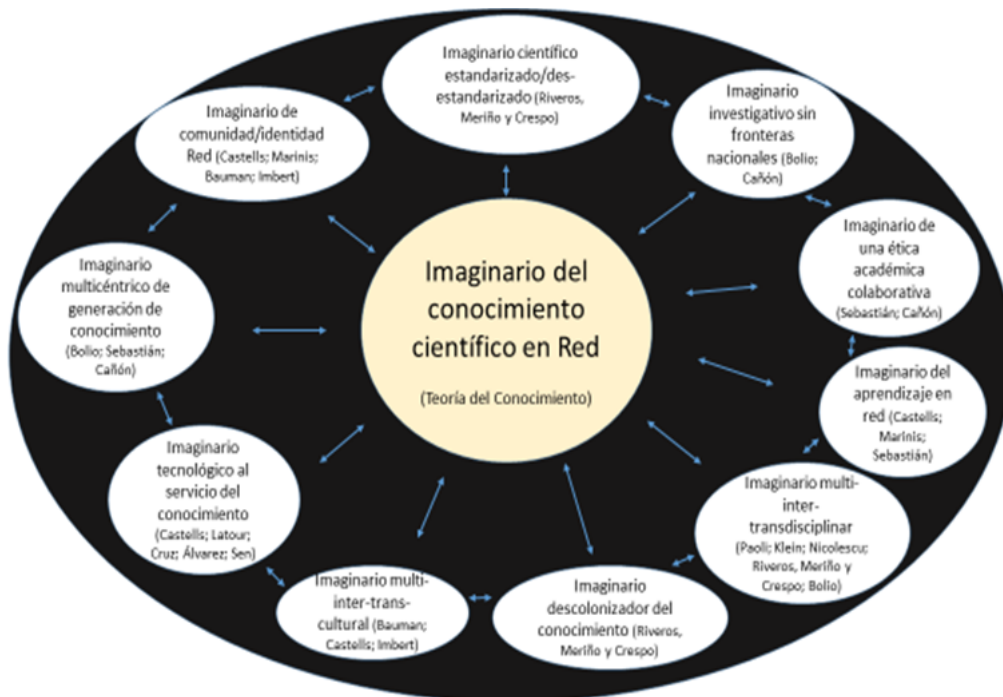 Imaginario científico
estandarizado/des-
estandarizado (Riveros,
Meriño y Crespo)
Imaginario
investigativo sin
fronteras
nacionales (Bolio;
Cañón)
Imaginario de
una ética
académica
colaborativa
(Sebastián; Cañón)
Imaginario del
aprendizaje en
red (Castells;
Marinis;
Sebastián)
Imaginario multi-
inter-
transdisciplinar
(Paoli; Klein; Nicolescu;
Riveros, Meriño y
Crespo; Bolio)
Imaginario
descolonizador del
conocimiento (Riveros,
Meriño y Crespo)
Imaginario multi-
inter-trans-
cultural (Bauman;
Castells; Imbert)
Imaginario
tecnológico al
servicio del
conocimiento
(Castells; Latour;
Cruz; Álvarez; Sen)
Imaginario
multicéntrico de
generación de
conocimiento
(Bolio; Sebastián;
Cañón)
Imaginario de
comunidad/identidad
Red (Castells; Marinis;
Bauman; Imbert)
Imaginario del
conocimiento
científico en Red
(Teoría del Conocimiento)